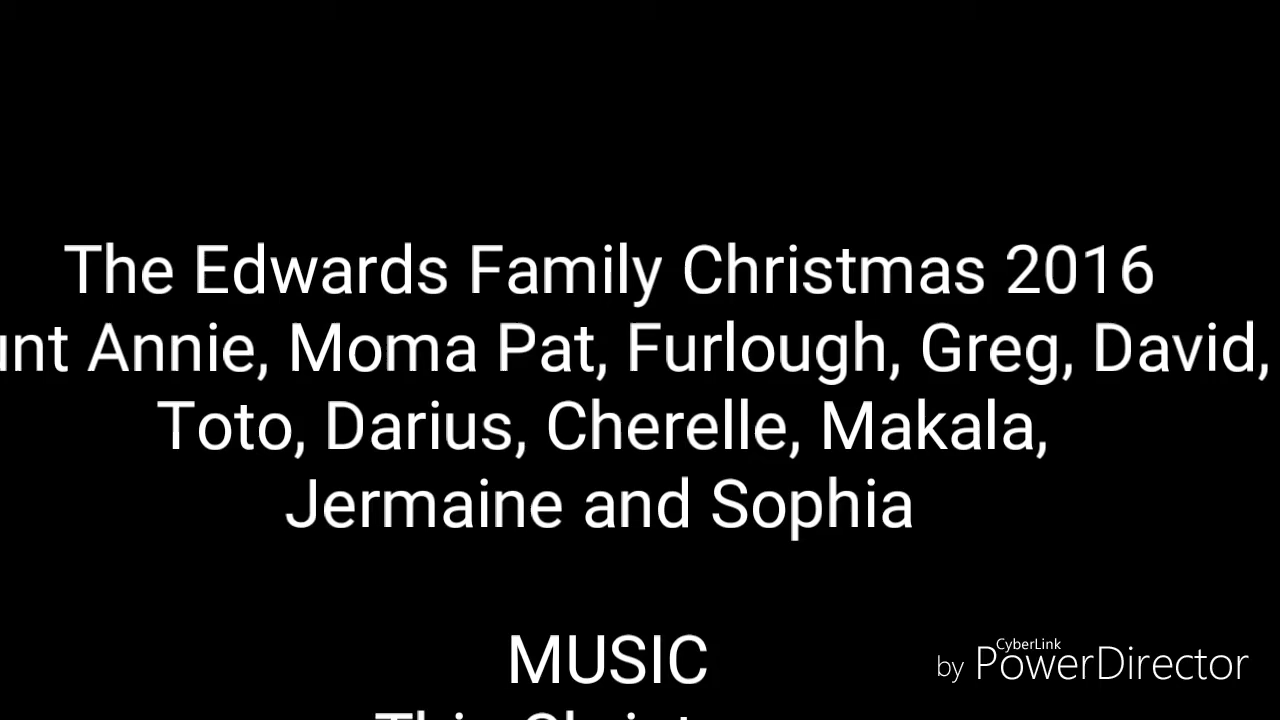 The Edwards Family Christmas 2016
Annie, Moma Pat, Furlough, Greg, David,
Toto, Darius, Cherelle, Makala,
Jermaine and Sophia
MUSIC
CyberLink
by PowerDirector